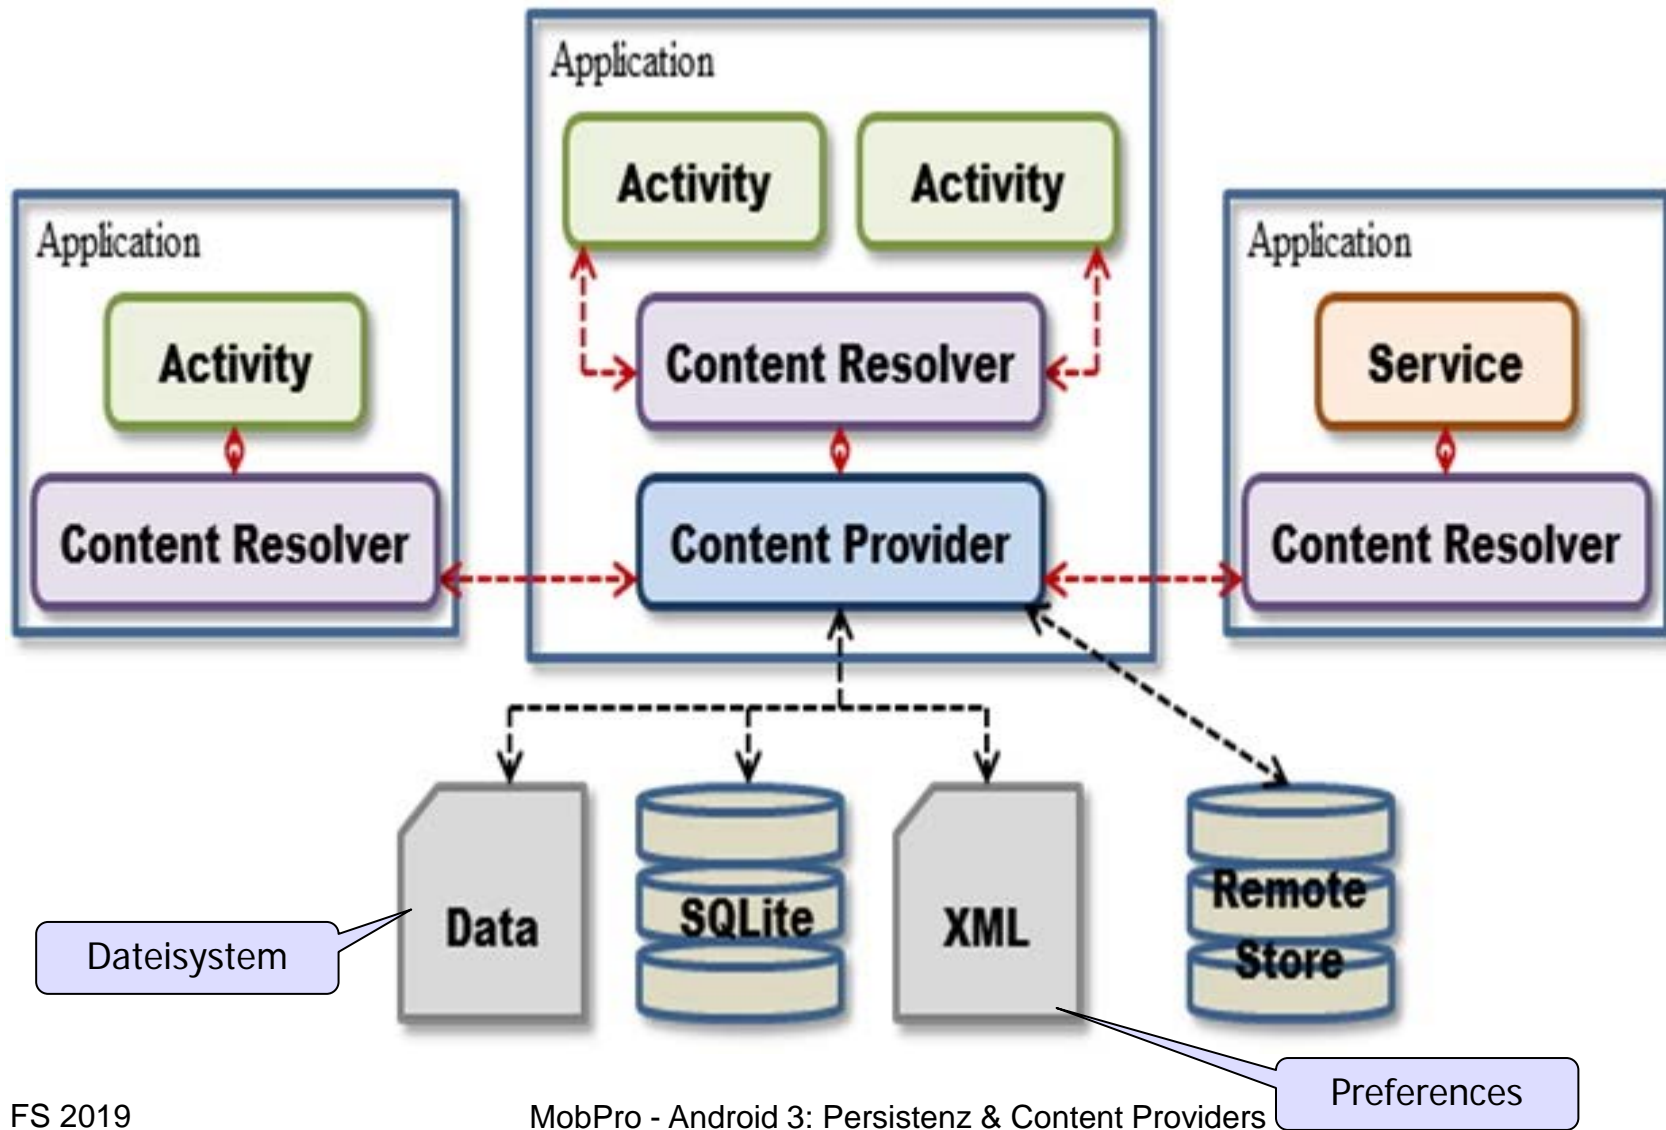 Application
Activity
Activity
Application
Application
Activity
Content Resolver
Service
Content Resolver
Content Provider
Content Resolver
Data
SQLite
XML
Remote
Store
Dateisystem
Preferences
FS 2019
MobPro - Android 3: Persistenz & Content Providers